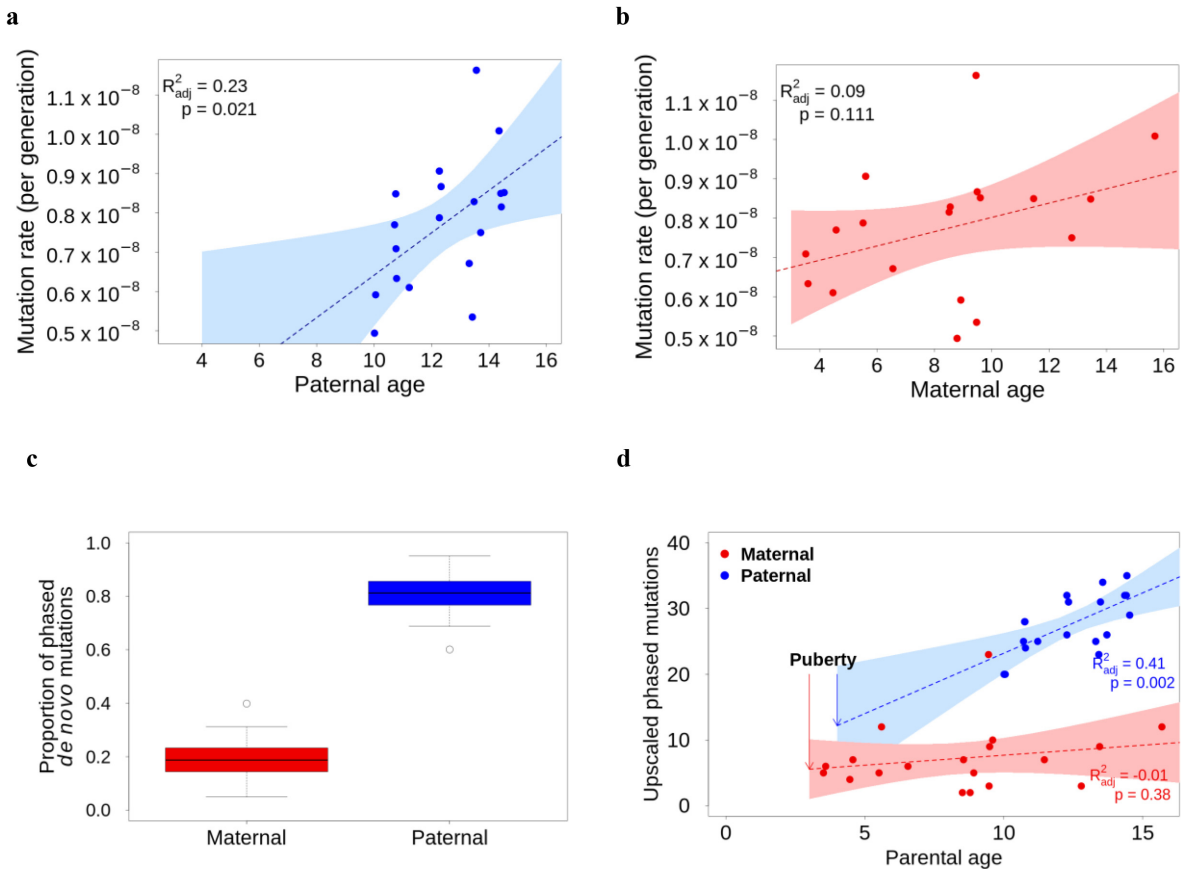 a
R²adj = 0.23
p = 0.021
Mutation rate (per generation)
1.1 x 10⁻⁸
1.0 x 10⁻⁸
0.9 x 10⁻⁸
0.8 x 10⁻⁸
0.7 x 10⁻⁸
0.6 x 10⁻⁸
0.5 x 10⁻⁸
4 6 8 10 12 14 16
Paternal age
b
R²adj = 0.09
p = 0.111
Mutation rate (per generation)
1.1 x 10⁻⁸
1.0 x 10⁻⁸
0.9 x 10⁻⁸
0.8 x 10⁻⁸
0.7 x 10⁻⁸
0.6 x 10⁻⁸
0.5 x 10⁻⁸
4 6 8 10 12 14 16
Maternal age
c
Proportion of phased
de novo mutations
1.0
0.8
0.6
0.4
0.2
0.0
Maternal Paternal
d
Upscaled phased mutations
40
30
20
10
0
Maternal
Paternal
Puberty
R²adj = 0.41
p = 0.002
R²adj = -0.01
p = 0.38
0 5 10 15
Parental age